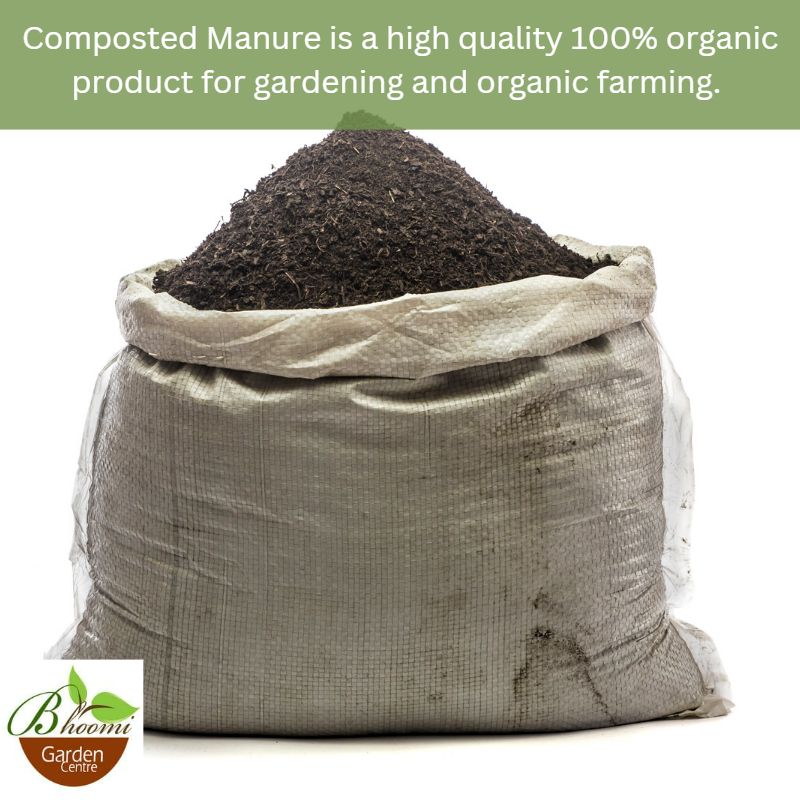 Composted Manure is a high quality 100% organic
product for gardening and organic farming.
Bhoomi
Garden
Centre